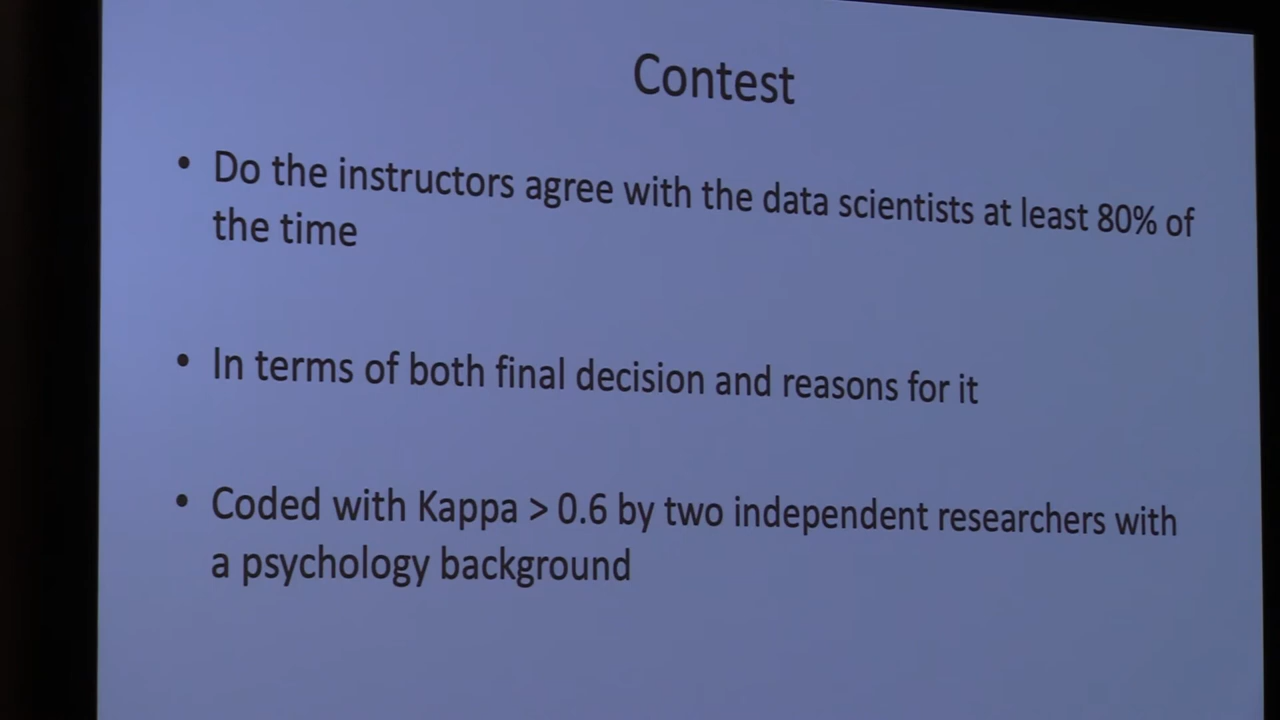 Contest
• Do the instructors agree with the data scientists at least 80% of
the time
• In terms of both final decision and reasons for it
• Coded with Kappa > 0.6 by two independent researchers with
a psychology background